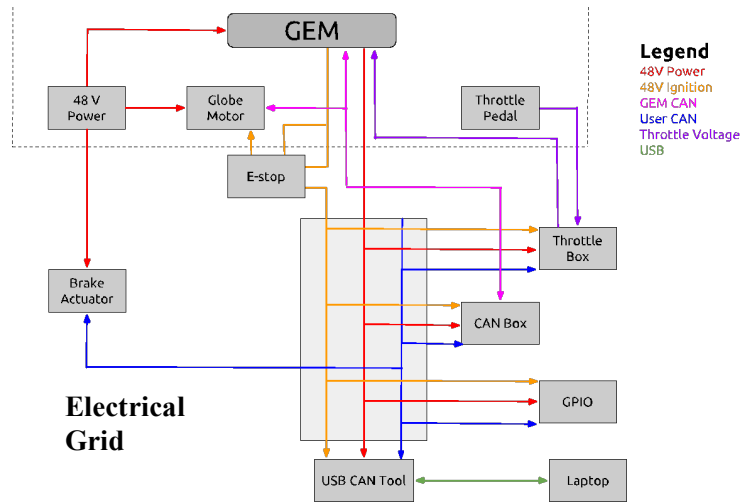 GEM
Legend
48V Power
48V Ignition
GEM CAN
User CAN
Throttle Voltage
USB
48 V
Power
Globe
Motor
Throttle
Pedal
E-stop
Throttle
Box
Brake
Actuator
CAN Box
Electrical
Grid
GPIO
USB CAN Tool
Laptop